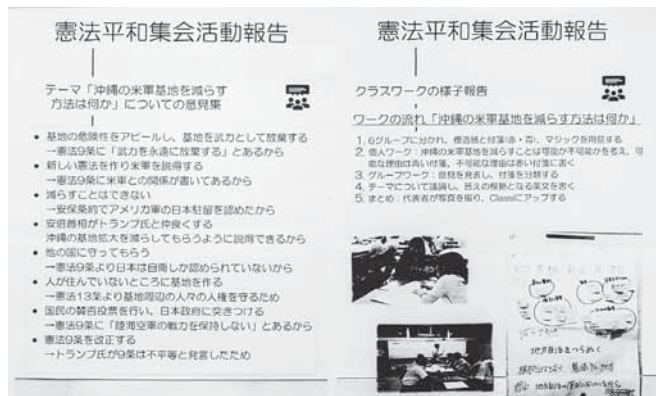 憲法平和集会活動報告
テーマ「沖縄の米軍基地を減らす
方法は何か」についての意見集
● 基地の危険性をアピールし、基地を武力として放棄する
→憲法9条に「武力を永遠に放棄する」とあるから
● 新しい憲法を作り米軍を説得する
→憲法9条に米軍との関係が書いてあるから
● 減らすことはできない
→安保条約でアメリカ軍の日本駐留を認めたから
● 安倍首相がトランプ氏と仲良くする
沖縄の基地拡大を減らしてもらうように説得できるから
● 他の国に守ってもらう
→憲法9条より日本は自衛しか認められていないから
● 人が住んでいないところに基地を作る
→憲法13条より基地周辺の人々の人権を守るため
● 国民の賛否投票を行い、日本政府に突きつける
→憲法9条に「陸海空軍の戦力を保持しない」とあるから
● 憲法9条を改正する
→トランプ氏が9条は不平等と発言したため
憲法平和集会活動報告
クラスワークの様子報告
ワークの流れ「沖縄の米軍基地を減らす方法は何か」
1. 6グループに分かれ、模造紙と付箋(赤・青)、マジックを用意する
2. 個人ワーク：沖縄の米軍基地を減らすことは可能か不可能かを考え、可
能な理由は青い付箋、不可能な理由は赤い付箋に書く
3. グループワーク：意見を発表し、付箋を分類する
4. テーマについて議論し、答えの根拠となる条文を書く
5. まとめ：代表者が写真を撮り、Classiにアップする
地方自治をつらぬく